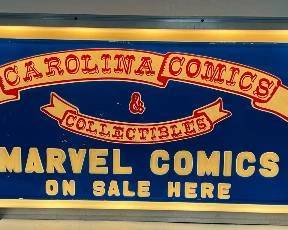 CAROLINA COMICS
&
COLLECTIBLES
MARVEL COMICS
ON SALE HERE